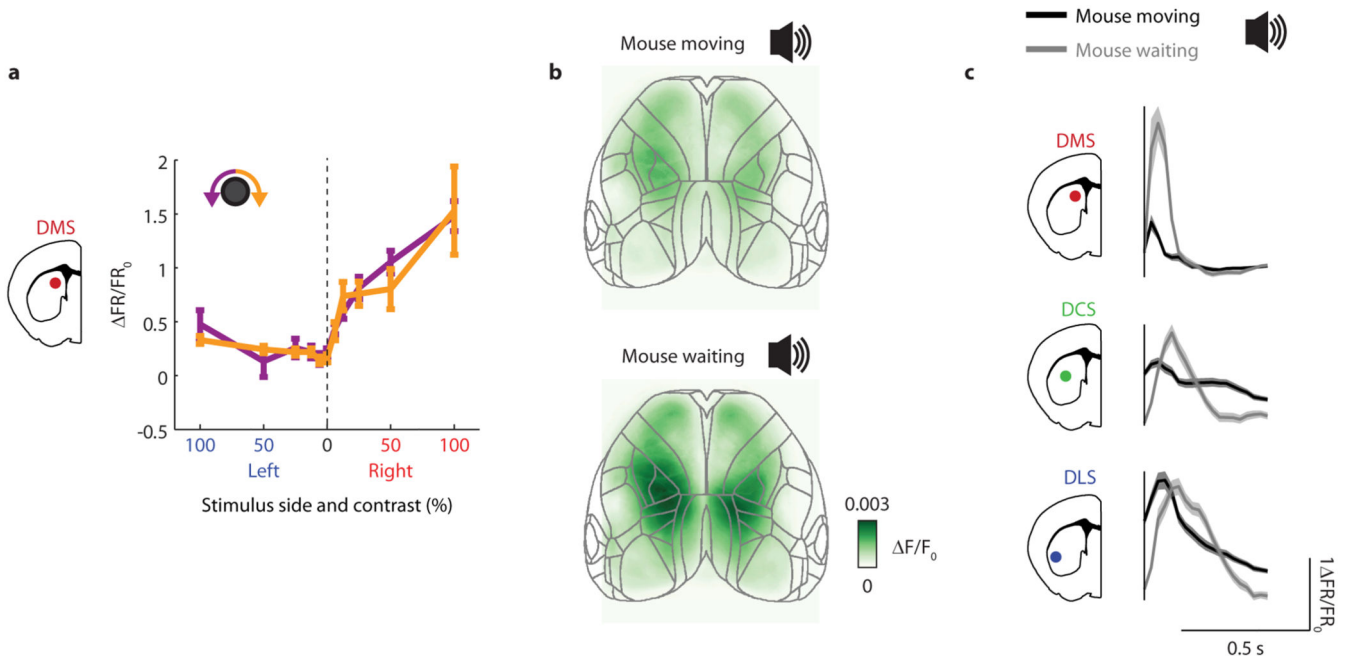 a
DMS
ΔFR/FR0
2
1.5
1
0.5
0
-0.5
100
50
0
50
100
Left
Right
Stimulus side and contrast (%)
b
Mouse moving
Mouse waiting
0.003
ΔF/F0
0
c
Mouse moving
Mouse waiting
DMS
DCS
DLS
1ΔFR/FR0
0.5 s